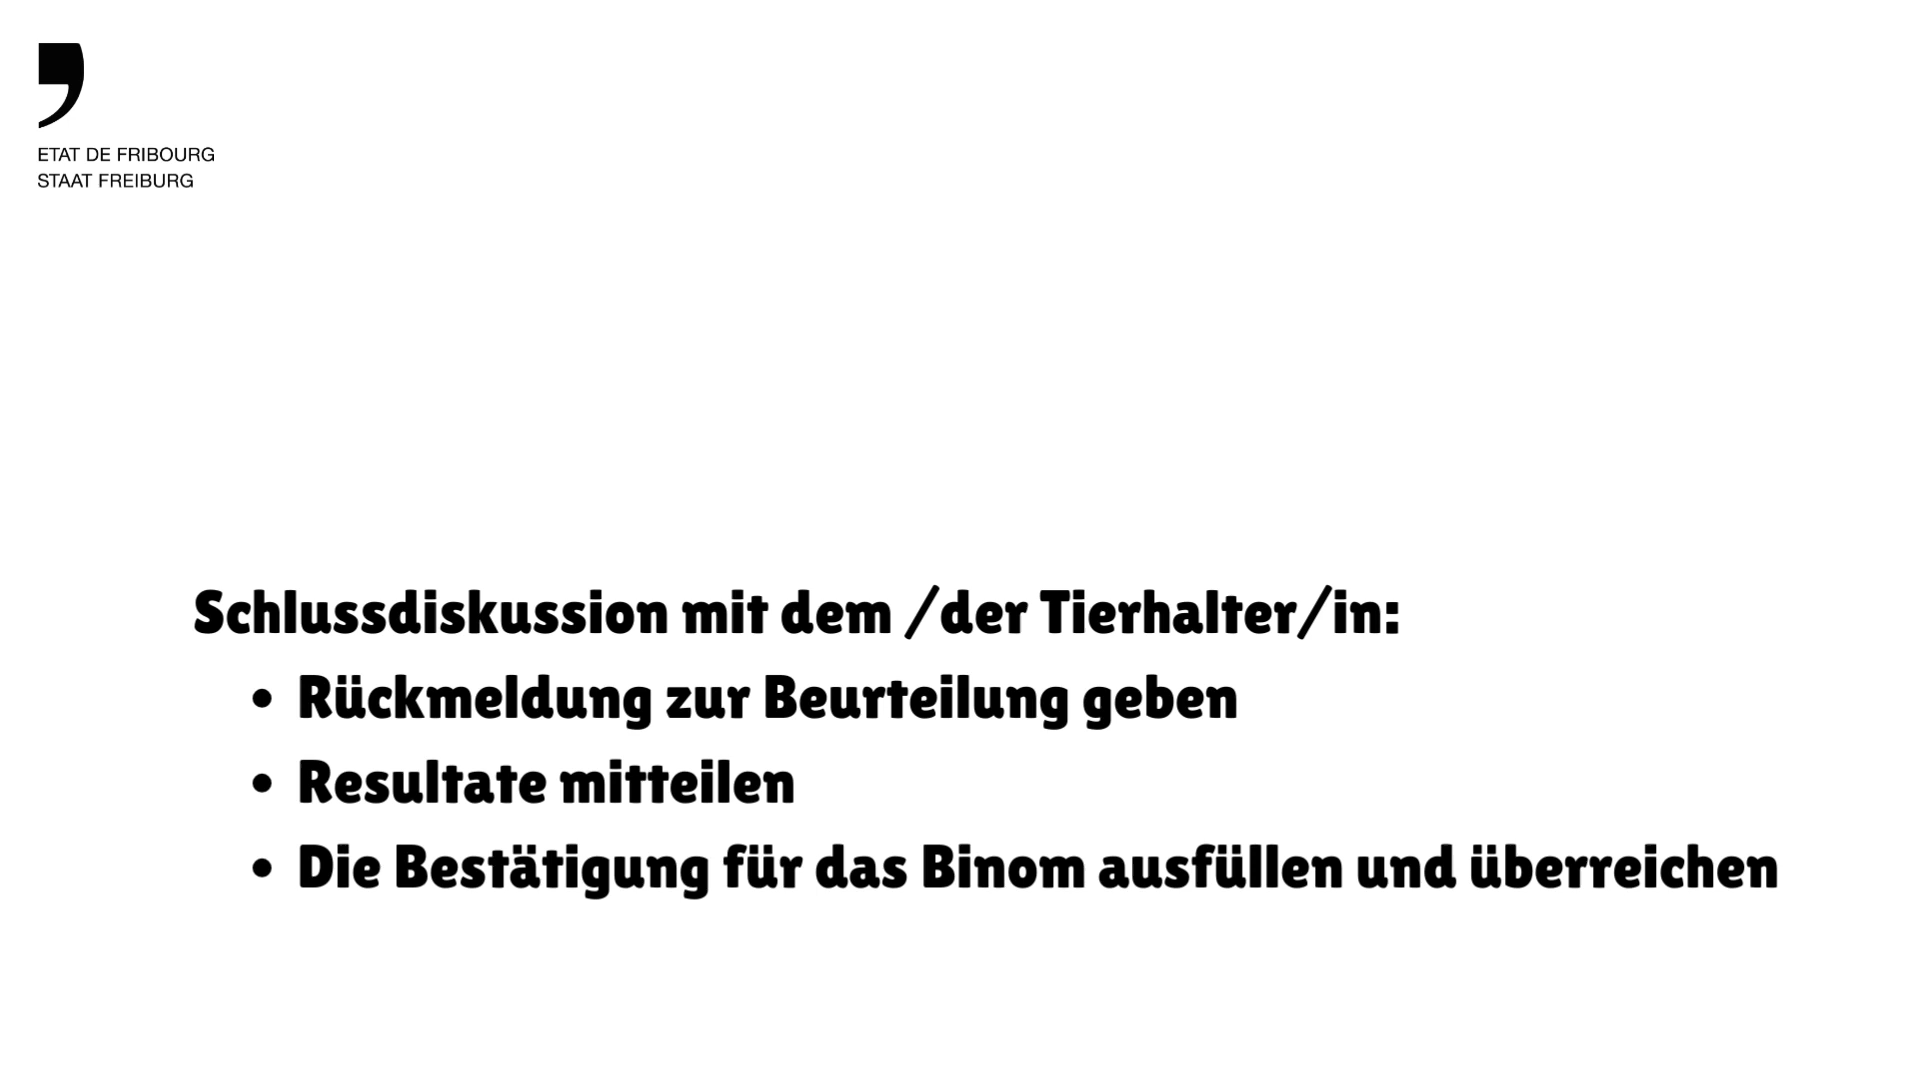 ETAT DE FRIBOURG
STAAT FREIBURG
Schlussdiskussion mit dem /der Tierhalter/in:
• Rückmeldung zur Beurteilung geben
• Resultate mitteilen
• Die Bestätigung für das Binom ausfüllen und überreichen